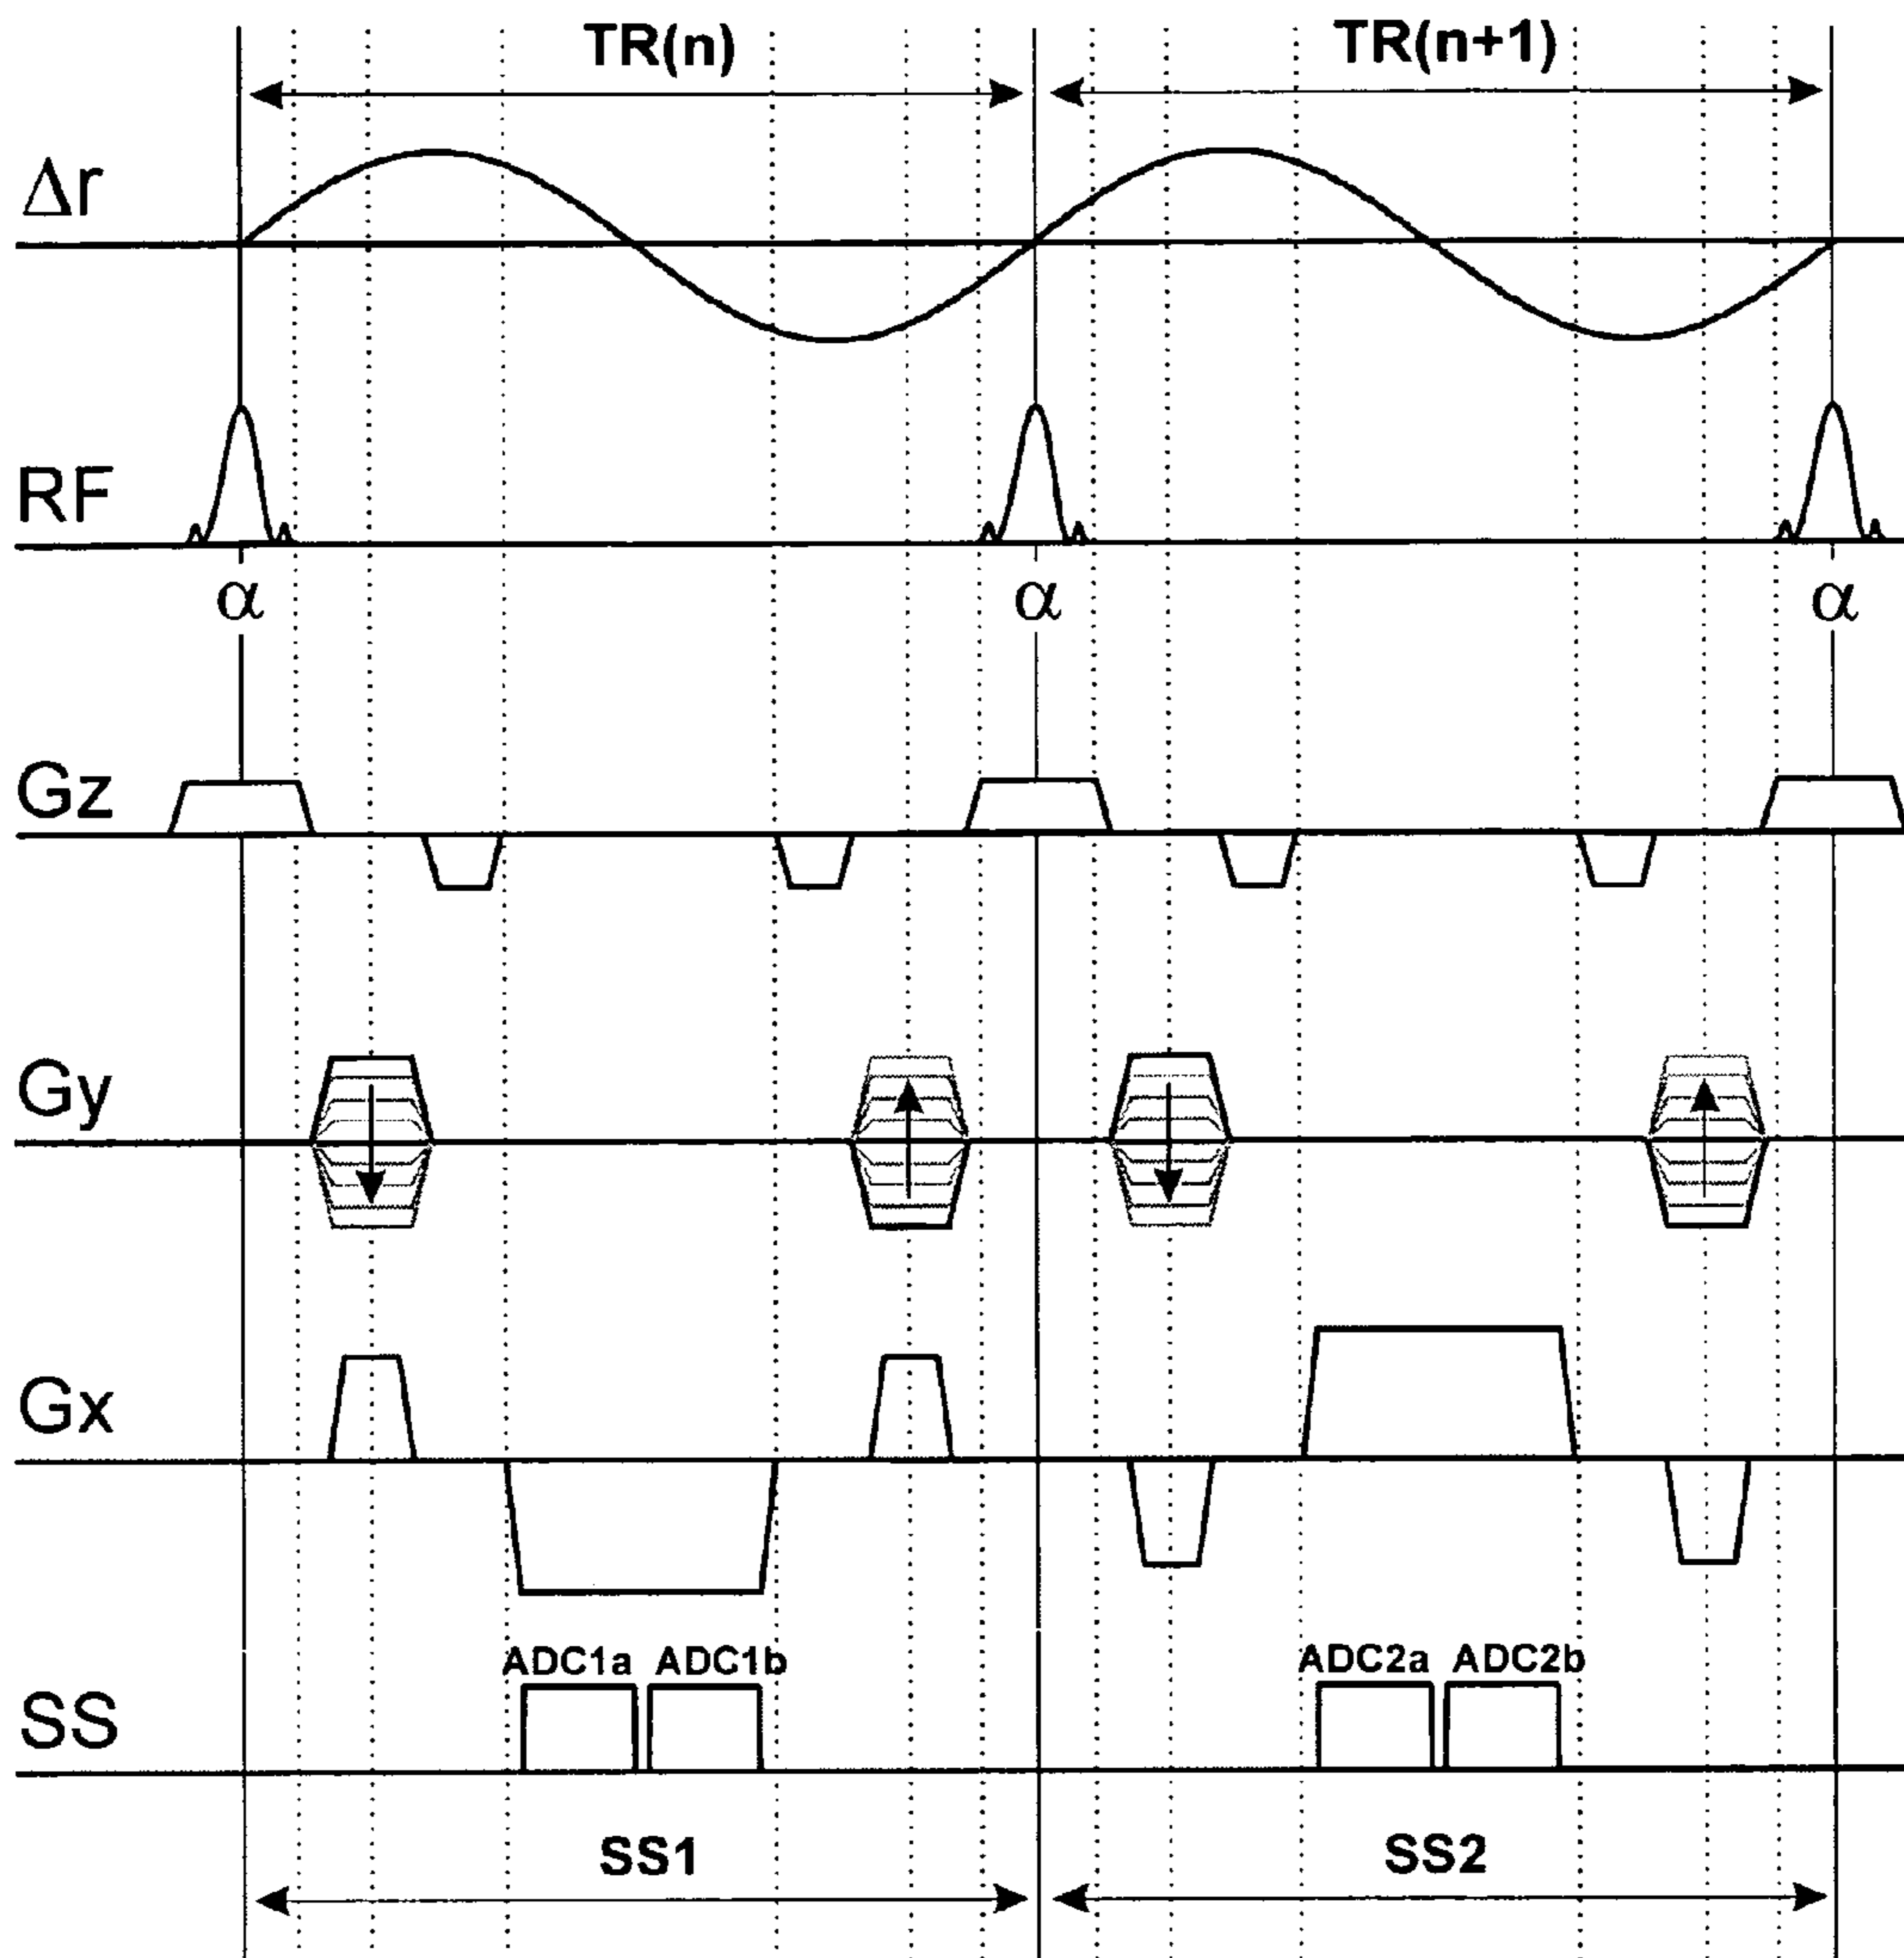 TR(n) TR(n+1)
Δr
RF
α α α
Gz
Gy
Gx
ADC1a ADC1b ADC2a ADC2b
SS
SS1 SS2